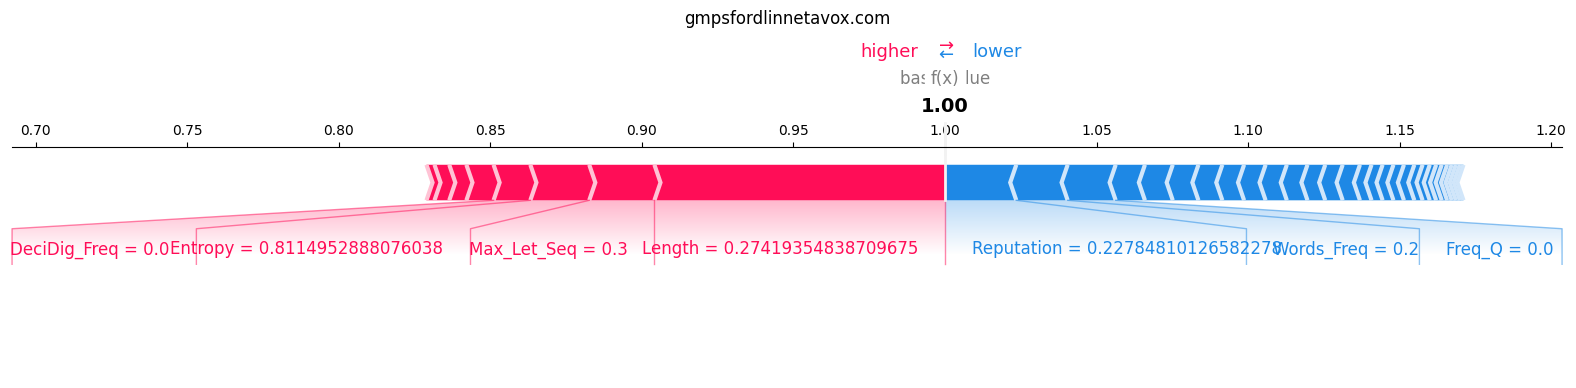 gmpsfordlinnetavox.com
higher ⇄ lower
bas f(x) lue
1.00
0.70 0.75 0.80 0.85 0.90 0.95 1.00 1.05 1.10 1.15 1.20
DeciDig_Freq = 0.0 Entropy = 0.8114952888076038 Max_Let_Seq = 0.3 Length = 0.27419354838709675 Reputation = 0.22784810126582278 Words_Freq = 0.2 Freq_Q = 0.0